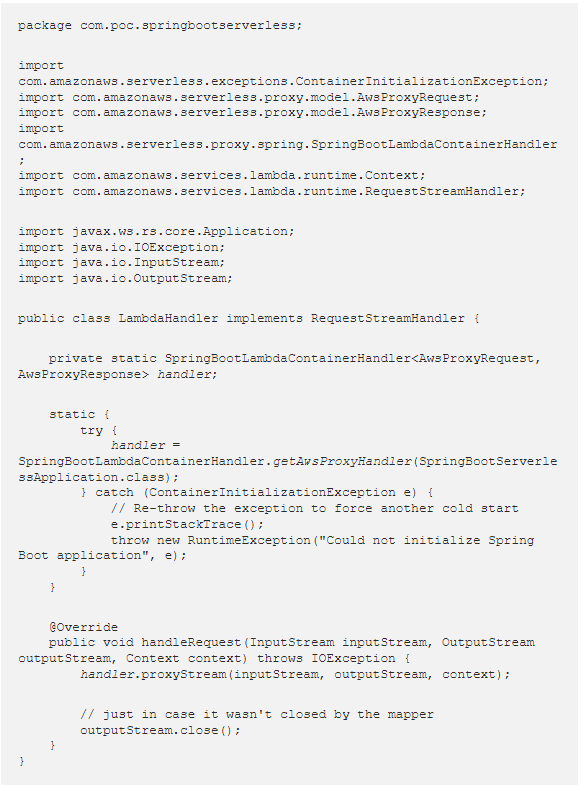 package com.poc.springbootserverless;
import
com.amazonaws.serverless.exceptions.ContainerInitializationException;
import com.amazonaws.serverless.proxy.model.AwsProxyRequest;
import com.amazonaws.serverless.proxy.model.AwsProxyResponse;
import
com.amazonaws.serverless.proxy.spring.SpringBootLambdaContainerHandler
;
import com.amazonaws.services.lambda.runtime.Context;
import com.amazonaws.services.lambda.runtime.RequestStreamHandler;
import javax.ws.rs.core.Application;
import java.io.IOException;
import java.io.InputStream;
import java.io.OutputStream;
public class LambdaHandler implements RequestStreamHandler {
    private static SpringBootLambdaContainerHandler<AwsProxyRequest,
AwsProxyResponse> handler;
    static {
        try {
            handler =
SpringBootLambdaContainerHandler.getAwsProxyHandler(SpringBootServerle
ssApplication.class);
        } catch (ContainerInitializationException e) {
            // Re-throw the exception to force another cold start
            e.printStackTrace();
            throw new RuntimeException("Could not initialize Spring
Boot application", e);
        }
    }
    @Override
    public void handleRequest(InputStream inputStream, OutputStream
outputStream, Context context) throws IOException {
        handler.proxyStream(inputStream, outputStream, context);
        // just in case it wasn't closed by the mapper
        outputStream.close();
    }
}